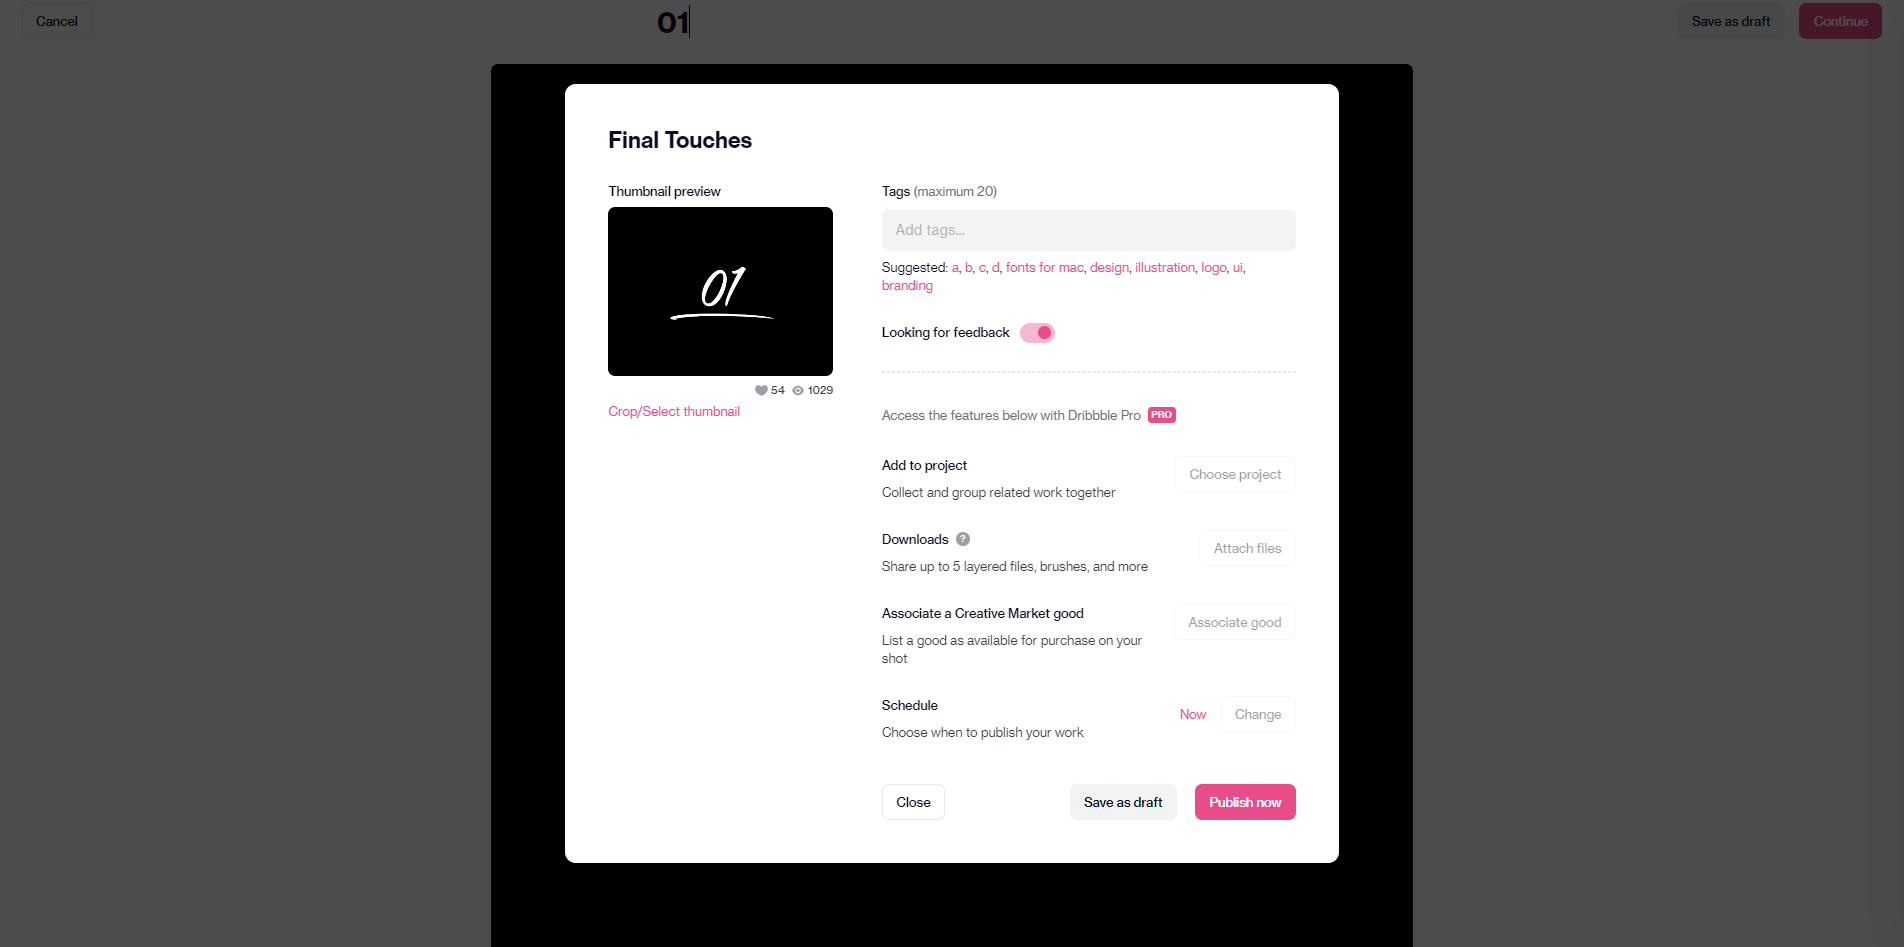 Cancel
01
Save as draft
Continue
Final Touches
Thumbnail preview
01
54 1029
Crop/Select thumbnail
Tags (maximum 20)
Add tags...
Suggested: a, b, c, d, fonts for mac, design, illustration, logo, ui,
branding
Looking for feedback
Access the features below with Dribbble Pro PRO
Add to project
Collect and group related work together
Choose project
Downloads ?
Share up to 5 layered files, brushes, and more
Attach files
Associate a Creative Market good
List a good as available for purchase on your
shot
Associate good
Schedule
Choose when to publish your work
Now
Change
Close
Save as draft
Publish now